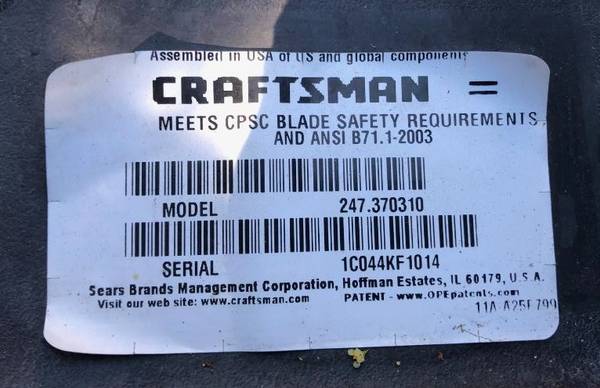 Assembled in USA of US and global components
CRAFTSMAN =
MEETS CPSC BLADE SAFETY REQUIREMENTS
AND ANSI B71.1-2003
MODEL 247.370310
SERIAL 1C044KF1014
Sears Brands Management Corporation, Hoffman Estates, IL 60179, U.S.A.
Visit our web site: www.craftsman.com PATENT - www.OPEpatents.com
11A-A25F799